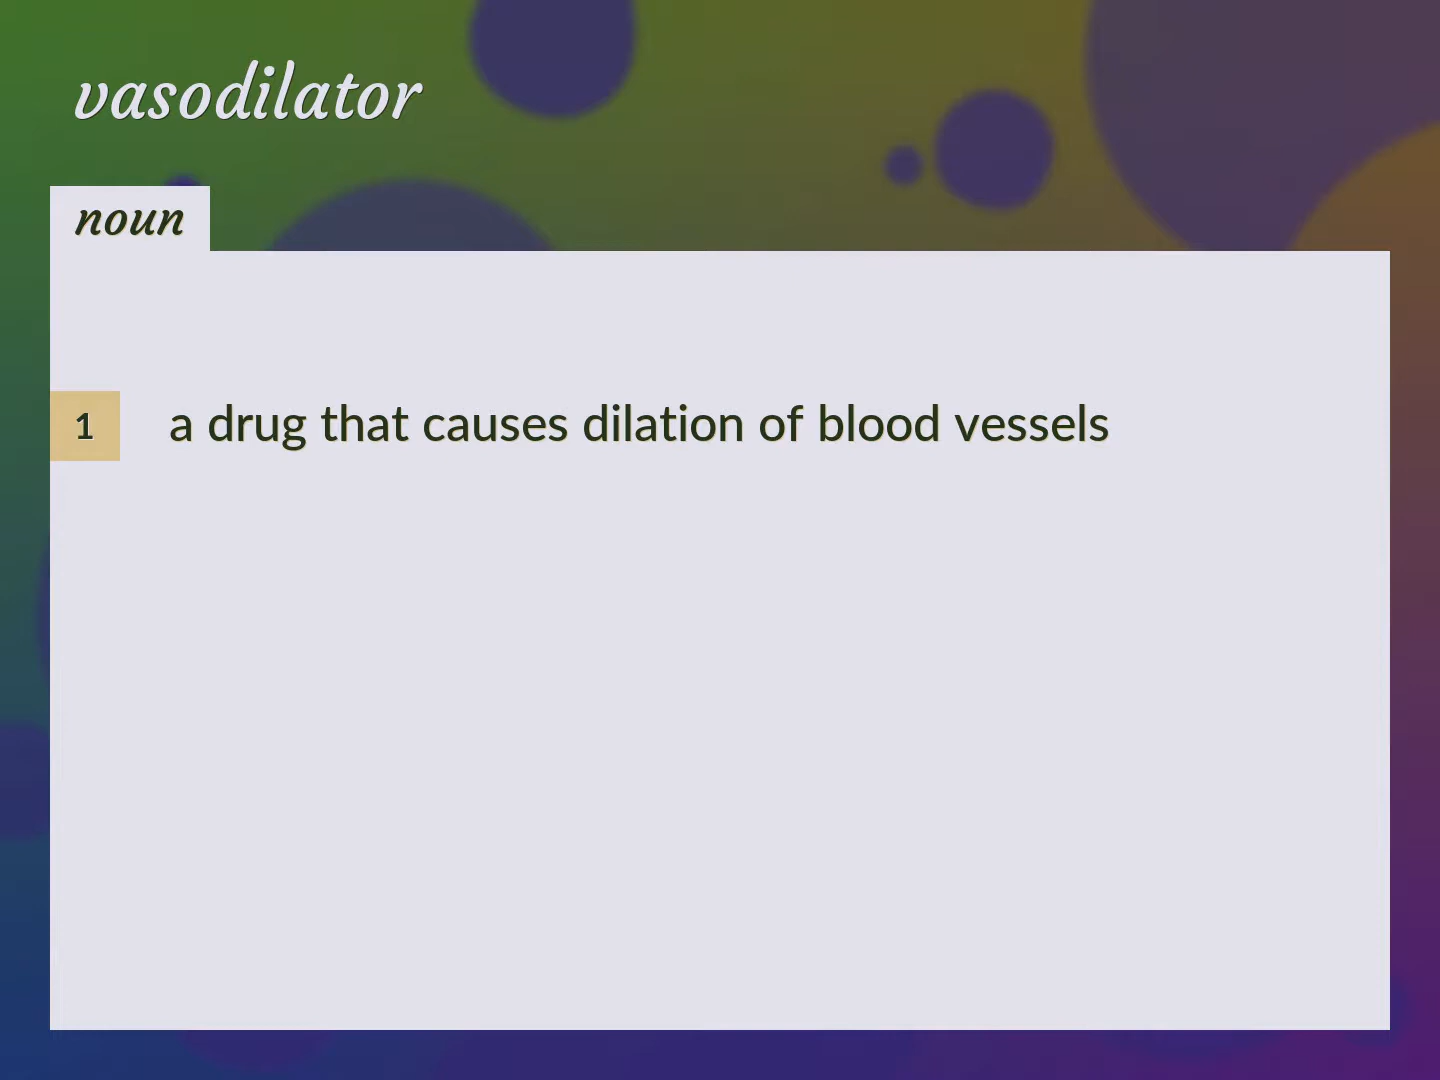 vasodilator
noun
1 a drug that causes dilation of blood vessels